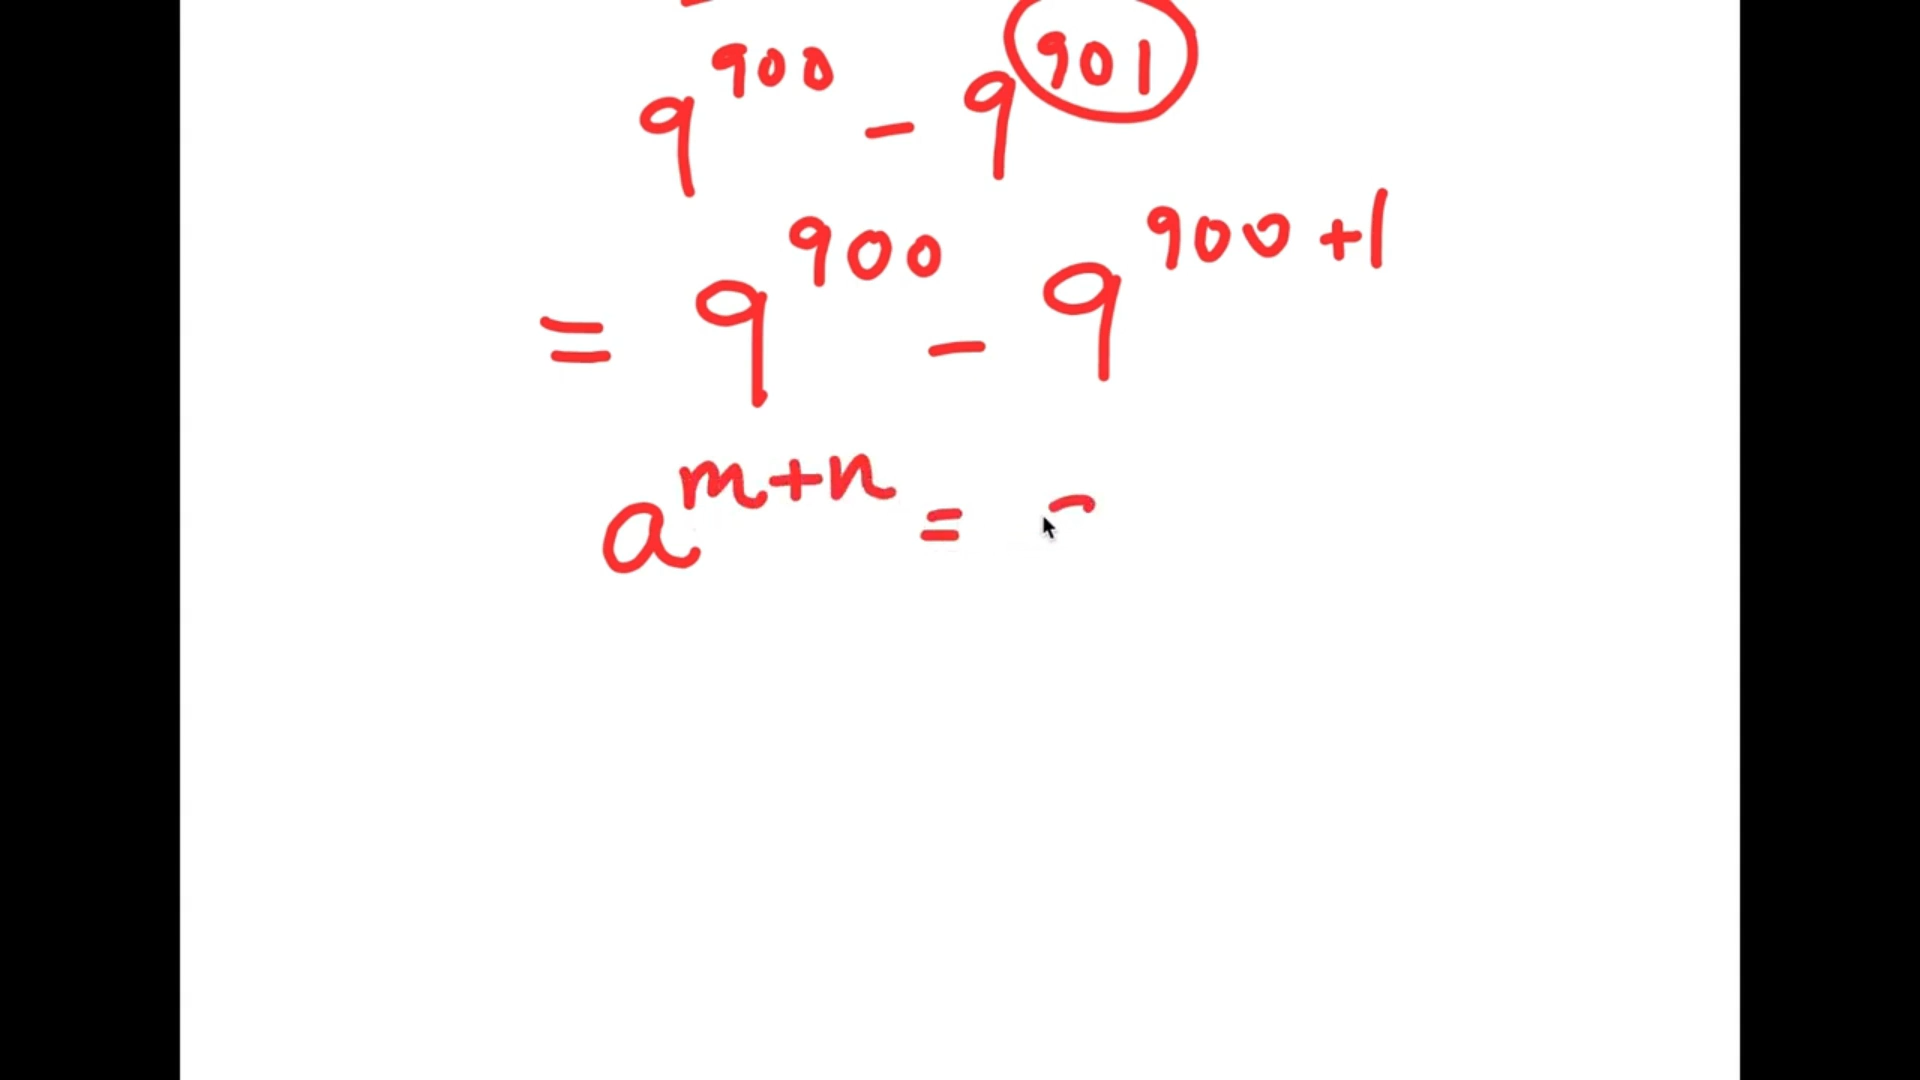 9^900 - 9^901
= 9^900 - 9^900+1
a^m+n =